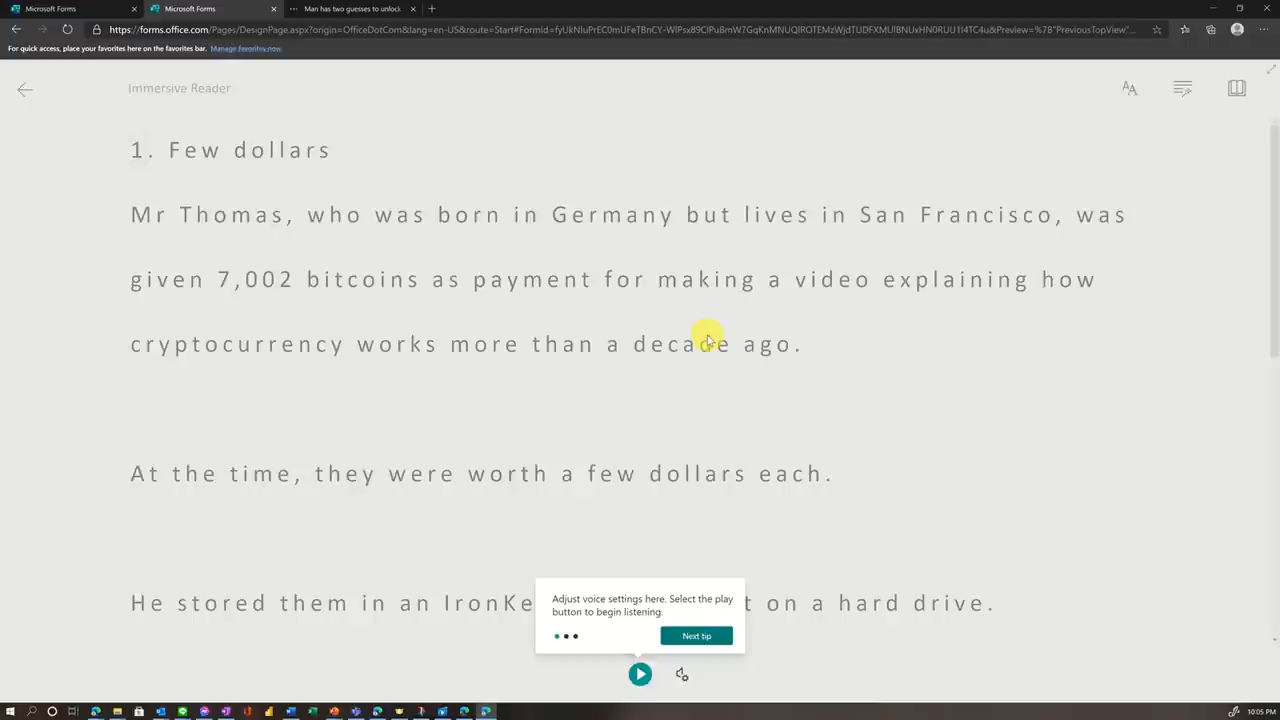 Microsoft Forms
Microsoft Forms
Man has two guesses to unlock
https://forms.office.com/Pages/DesignPage.aspx?origin=OfficeDotCom&lang=en-US&route=Start#FormId=
For quick access, place your favorites here on the favorites bar. Manage favorites now
Immersive Reader
1. Few dollars
Mr Thomas, who was born in Germany but lives in San Francisco, was
given 7,002 bitcoins as payment for making a video explaining how
cryptocurrency works more than a decade ago.
At the time, they were worth a few dollars each.
He stored them in an IronKe t on a hard drive.
Adjust voice settings here. Select the play
button to begin listening.
Next tip
10:05 PM